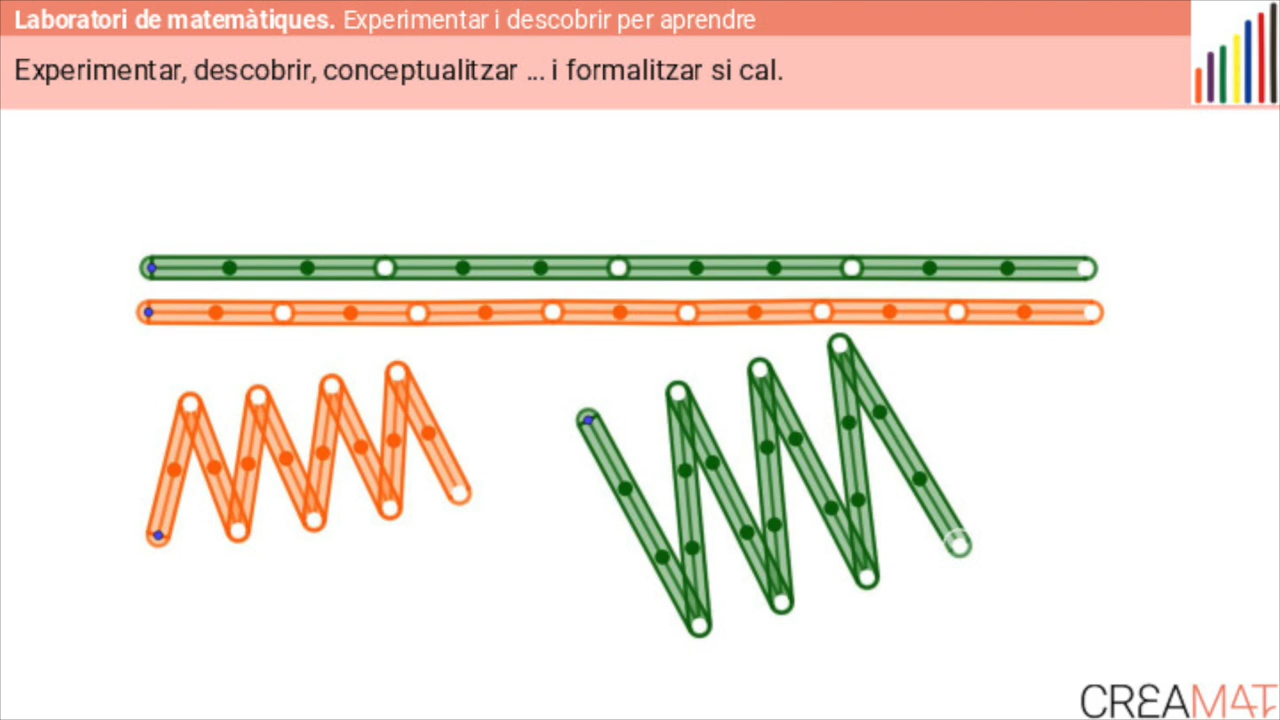 Laboratori de matemàtiques. Experimentar i descobrir per aprendre
Experimentar, descobrir, conceptualitzar ... i formalitzar si cal.
CREAMAT